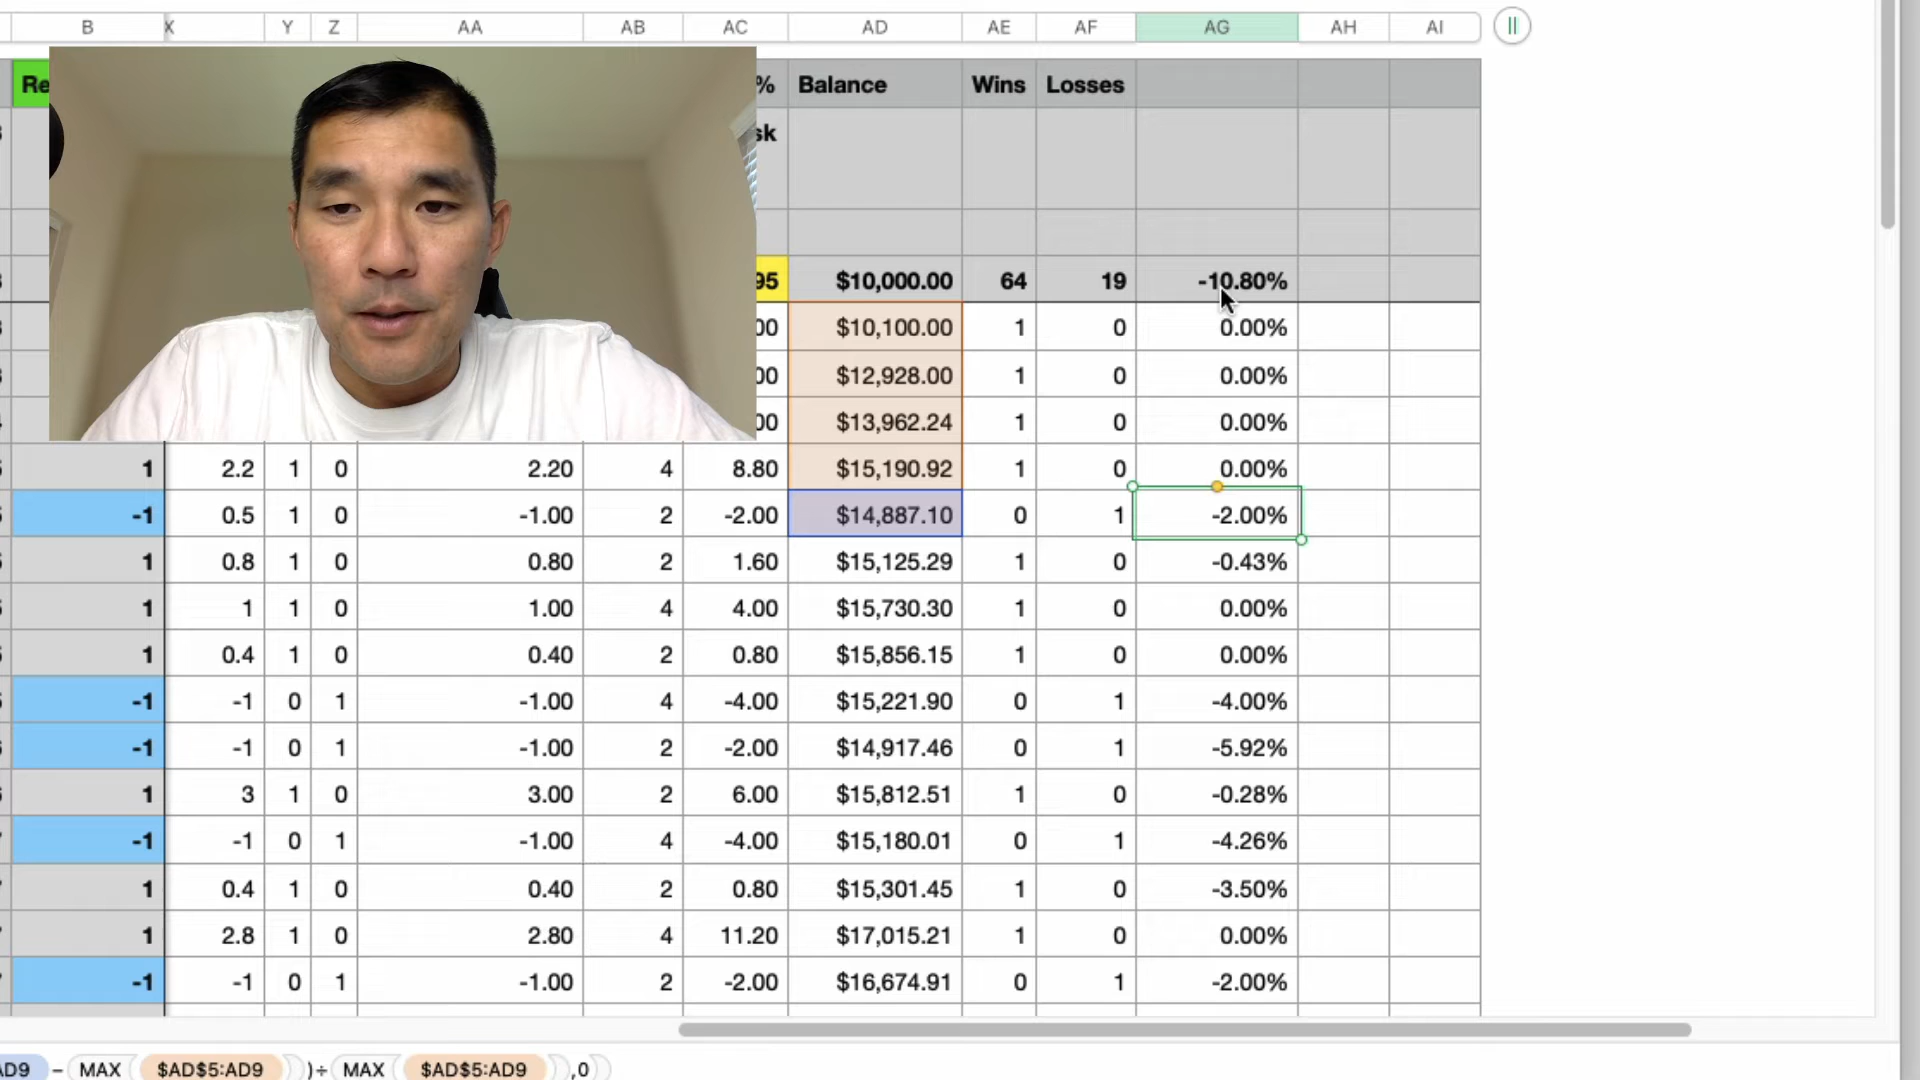 B X Y Z AA AB AC AD AE AF AG AH AI
Re % Balance Wins Losses
sk
95 $10,000.00 64 19 -10.80%
00 $10,100.00 1 0 0.00%
00 $12,928.00 1 0 0.00%
00 $13,962.24 1 0 0.00%
1 2.2 1 0 2.20 4 8.80 $15,190.92 1 0 0.00%
-1 0.5 1 0 -1.00 2 -2.00 $14,887.10 0 1 -2.00%
1 0.8 1 0 0.80 2 1.60 $15,125.29 1 0 -0.43%
1 1 1 0 1.00 4 4.00 $15,730.30 1 0 0.00%
1 0.4 1 0 0.40 2 0.80 $15,856.15 1 0 0.00%
-1 -1 0 1 -1.00 4 -4.00 $15,221.90 0 1 -4.00%
-1 -1 0 1 -1.00 2 -2.00 $14,917.46 0 1 -5.92%
1 3 1 0 3.00 2 6.00 $15,812.51 1 0 -0.28%
-1 -1 0 1 -1.00 4 -4.00 $15,180.01 0 1 -4.26%
1 0.4 1 0 0.40 2 0.80 $15,301.45 1 0 -3.50%
1 2.8 1 0 2.80 4 11.20 $17,015.21 1 0 0.00%
-1 -1 0 1 -1.00 2 -2.00 $16,674.91 0 1 -2.00%
AD9 − MAX ( $AD$5:AD9 ) ) ÷ MAX ( $AD$5:AD9 ) ,0 )